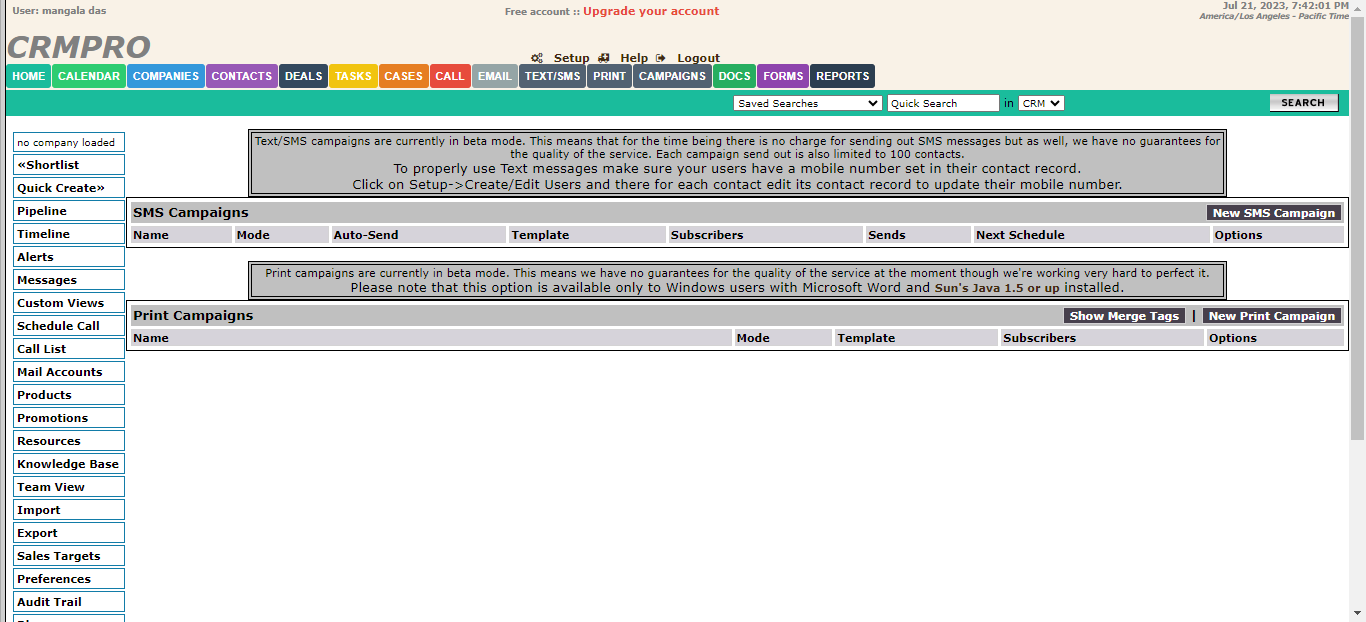 User: mangala das
Free account :: Upgrade your account
Jul 21, 2023, 7:42:01 PM
America/Los Angeles - Pacific Time
CRMPRO
Setup Help Logout
HOME CALENDAR COMPANIES CONTACTS DEALS TASKS CASES CALL EMAIL TEXT/SMS PRINT CAMPAIGNS DOCS FORMS REPORTS
Saved Searches Quick Search in CRM SEARCH
no company loaded
«Shortlist
Quick Create»
Pipeline
Timeline
Alerts
Messages
Custom Views
Schedule Call
Call List
Mail Accounts
Products
Promotions
Resources
Knowledge Base
Team View
Import
Export
Sales Targets
Preferences
Audit Trail
Text/SMS campaigns are currently in beta mode. This means that for the time being there is no charge for sending out SMS messages but as well, we have no guarantees for
the quality of the service. Each campaign send out is also limited to 100 contacts.
To properly use Text messages make sure your users have a mobile number set in their contact record.
Click on Setup->Create/Edit Users and there for each contact edit its contact record to update their mobile number.
SMS Campaigns New SMS Campaign
Name Mode Auto-Send Template Subscribers Sends Next Schedule Options
Print campaigns are currently in beta mode. This means we have no guarantees for the quality of the service at the moment though we're working very hard to perfect it.
Please note that this option is available only to Windows users with Microsoft Word and Sun's Java 1.5 or up installed.
Print Campaigns Show Merge Tags | New Print Campaign
Name Mode Template Subscribers Options